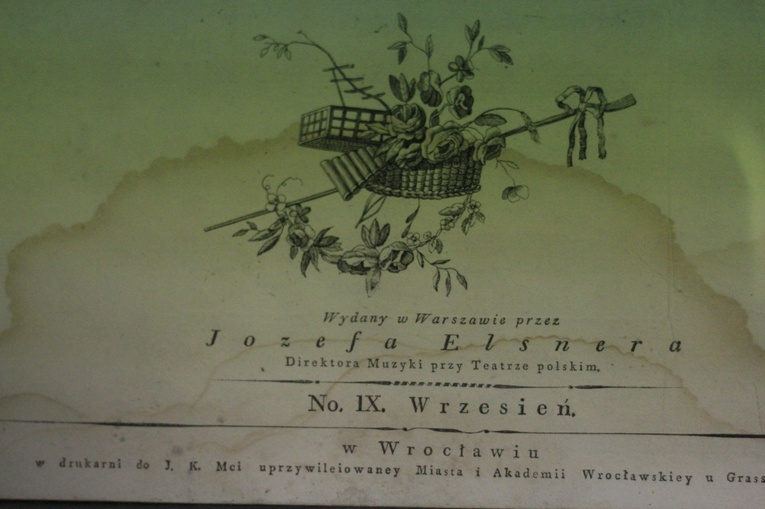 Wydany w Warszawie przez
Jozefa Elsnera
Direktora Muzyki przy Teatrze polskim.
No. IX. Wrzesień.
w Wrocławiu
w drukarni do J. K. Mci uprzywileiowaney Miasta i Akademii Wrocławskiey u Grass